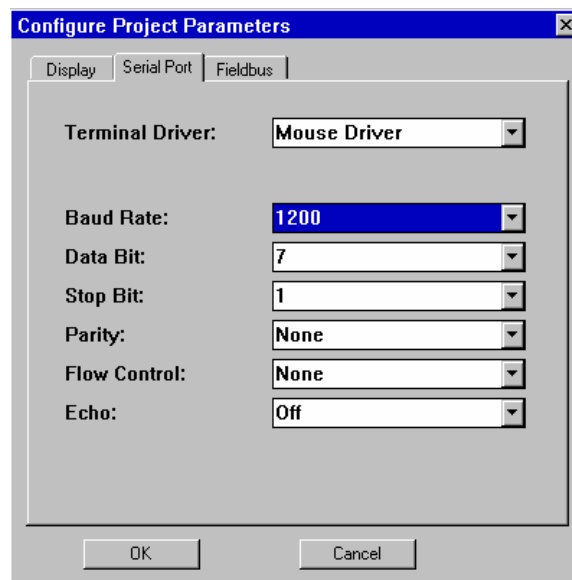 Configure Project Parameters
Display Serial Port Fieldbus
Terminal Driver: Mouse Driver
Baud Rate: 1200
Data Bit: 7
Stop Bit: 1
Parity: None
Flow Control: None
Echo: Off
OK Cancel